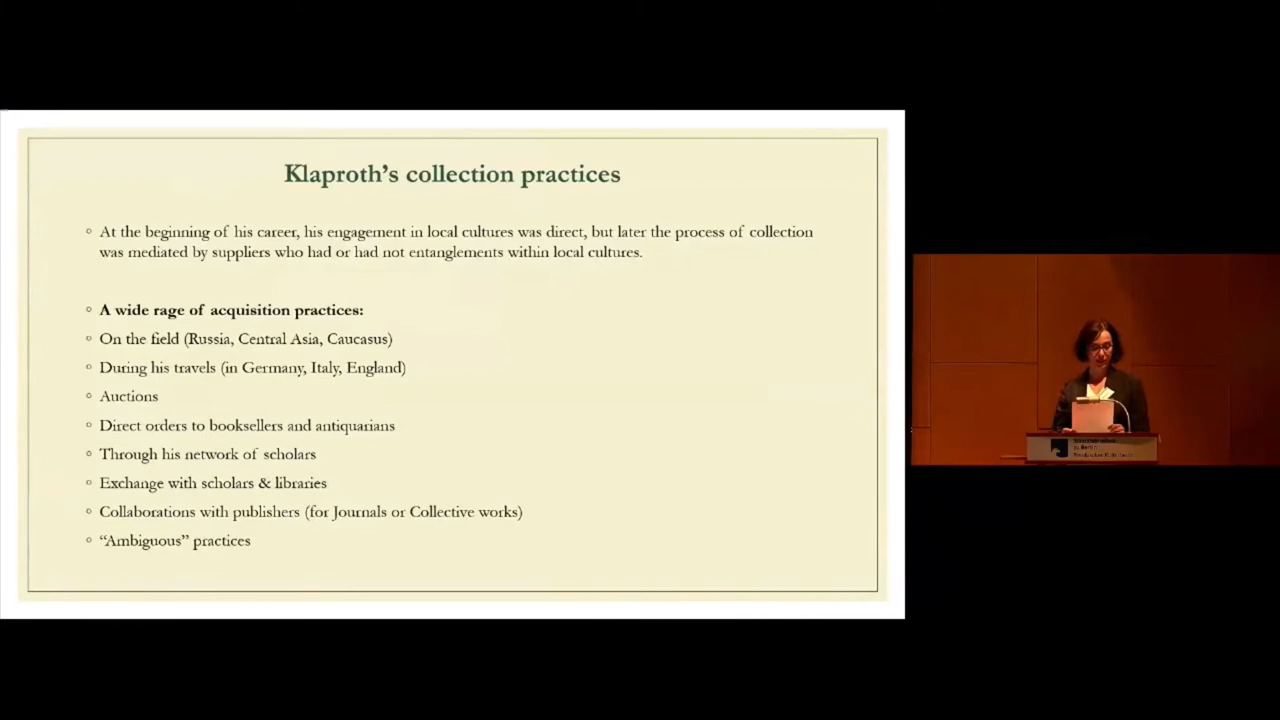 Klaproth's collection practices
◦ At the beginning of his career, his engagement in local cultures was direct, but later the process of collection
was mediated by suppliers who had or had not entanglements within local cultures.
◦ A wide rage of acquisition practices:
◦ On the field (Russia, Central Asia, Caucasus)
◦ During his travels (in Germany, Italy, England)
◦ Auctions
◦ Direct orders to booksellers and antiquarians
◦ Through his network of scholars
◦ Exchange with scholars & libraries
◦ Collaborations with publishers (for Journals or Collective works)
◦ “Ambiguous” practices
zu Berlin